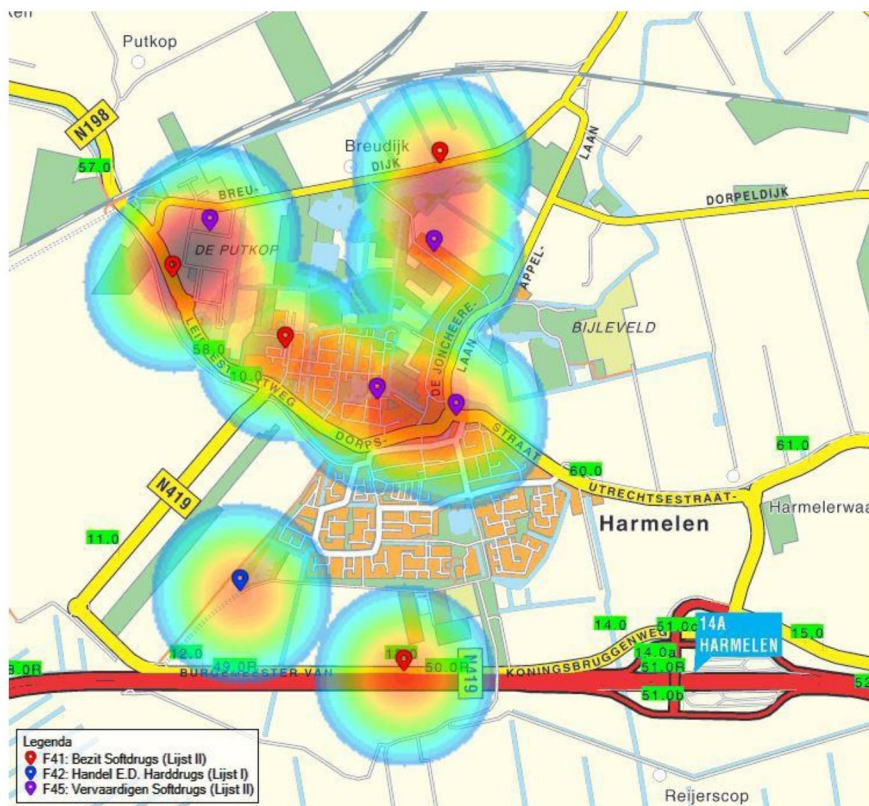 Putkop
N198
57.0
Breudijk
BREU-
DIJK
LAAN
DORPELDIJK
DE PUTKOP
APPEL-
BIJLEVELD
58.0
10.0
DE JONCHEERE-
LAAN
DORPS-
STRAAT
60.0
61.0
UTRECHTSESTRAAT-
N419
Harmelen
11.0
14A
HARMELEN
14.0
51.0c
15.0
14.0a
12.0
49.0R
50.0R
51.0R
BURGEMEESTER VAN
KONINGSBRUGGENWEG
N419
51.0b
Legenda
F41: Bezit Softdrugs (Lijst II)
F42: Handel E.D. Harddrugs (Lijst I)
F45: Vervaardigen Softdrugs (Lijst II)
Reijerscop